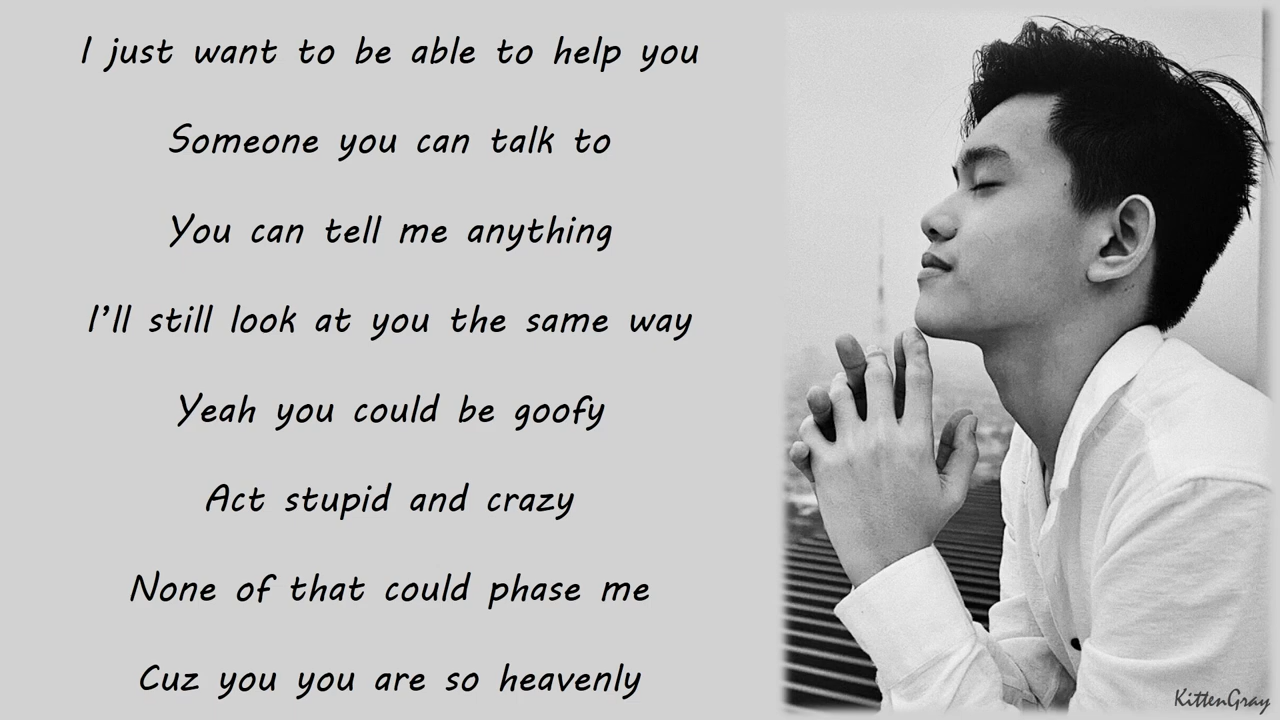 I just want to be able to help you
Someone you can talk to
You can tell me anything
I'll still look at you the same way
Yeah you could be goofy
Act stupid and crazy
None of that could phase me
Cuz you you are so heavenly
KittenGray